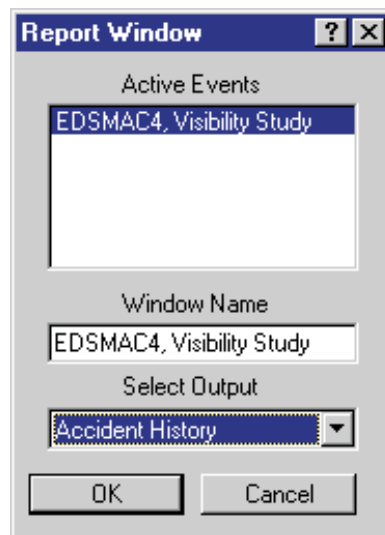 Report Window ? X
Active Events
EDSMAC4, Visibility Study
Window Name
EDSMAC4, Visibility Study
Select Output
Accident History
OK Cancel